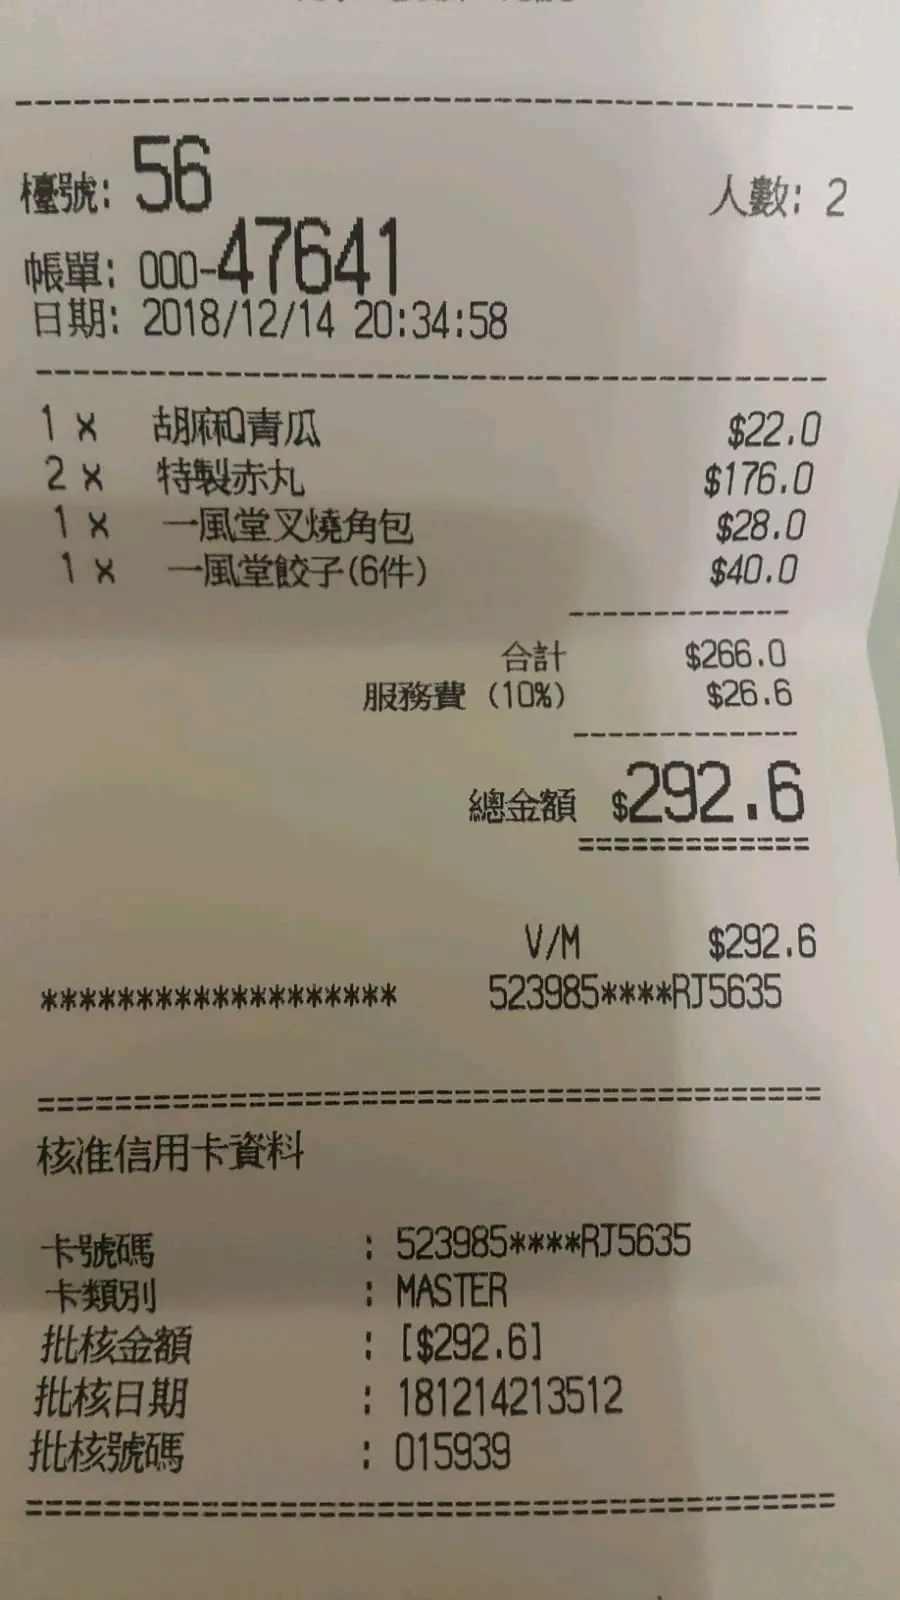 檯號: 56 人數: 2
帳單: 000-47641
日期: 2018/12/14 20:34:58
1 x 胡麻和青瓜 $22.0
2 x 特製赤丸 $176.0
1 x 一風堂叉燒角包 $28.0
1 x 一風堂餃子(6件) $40.0
合計 $266.0
服務費 (10%) $26.6
總金額 $292.6
V/M $292.6
******************* 523985****RJ5635
核准信用卡資料
卡號碼 : 523985****RJ5635
卡類別 : MASTER
批核金額 : [$292.6]
批核日期 : 181214213512
批核號碼 : 015939